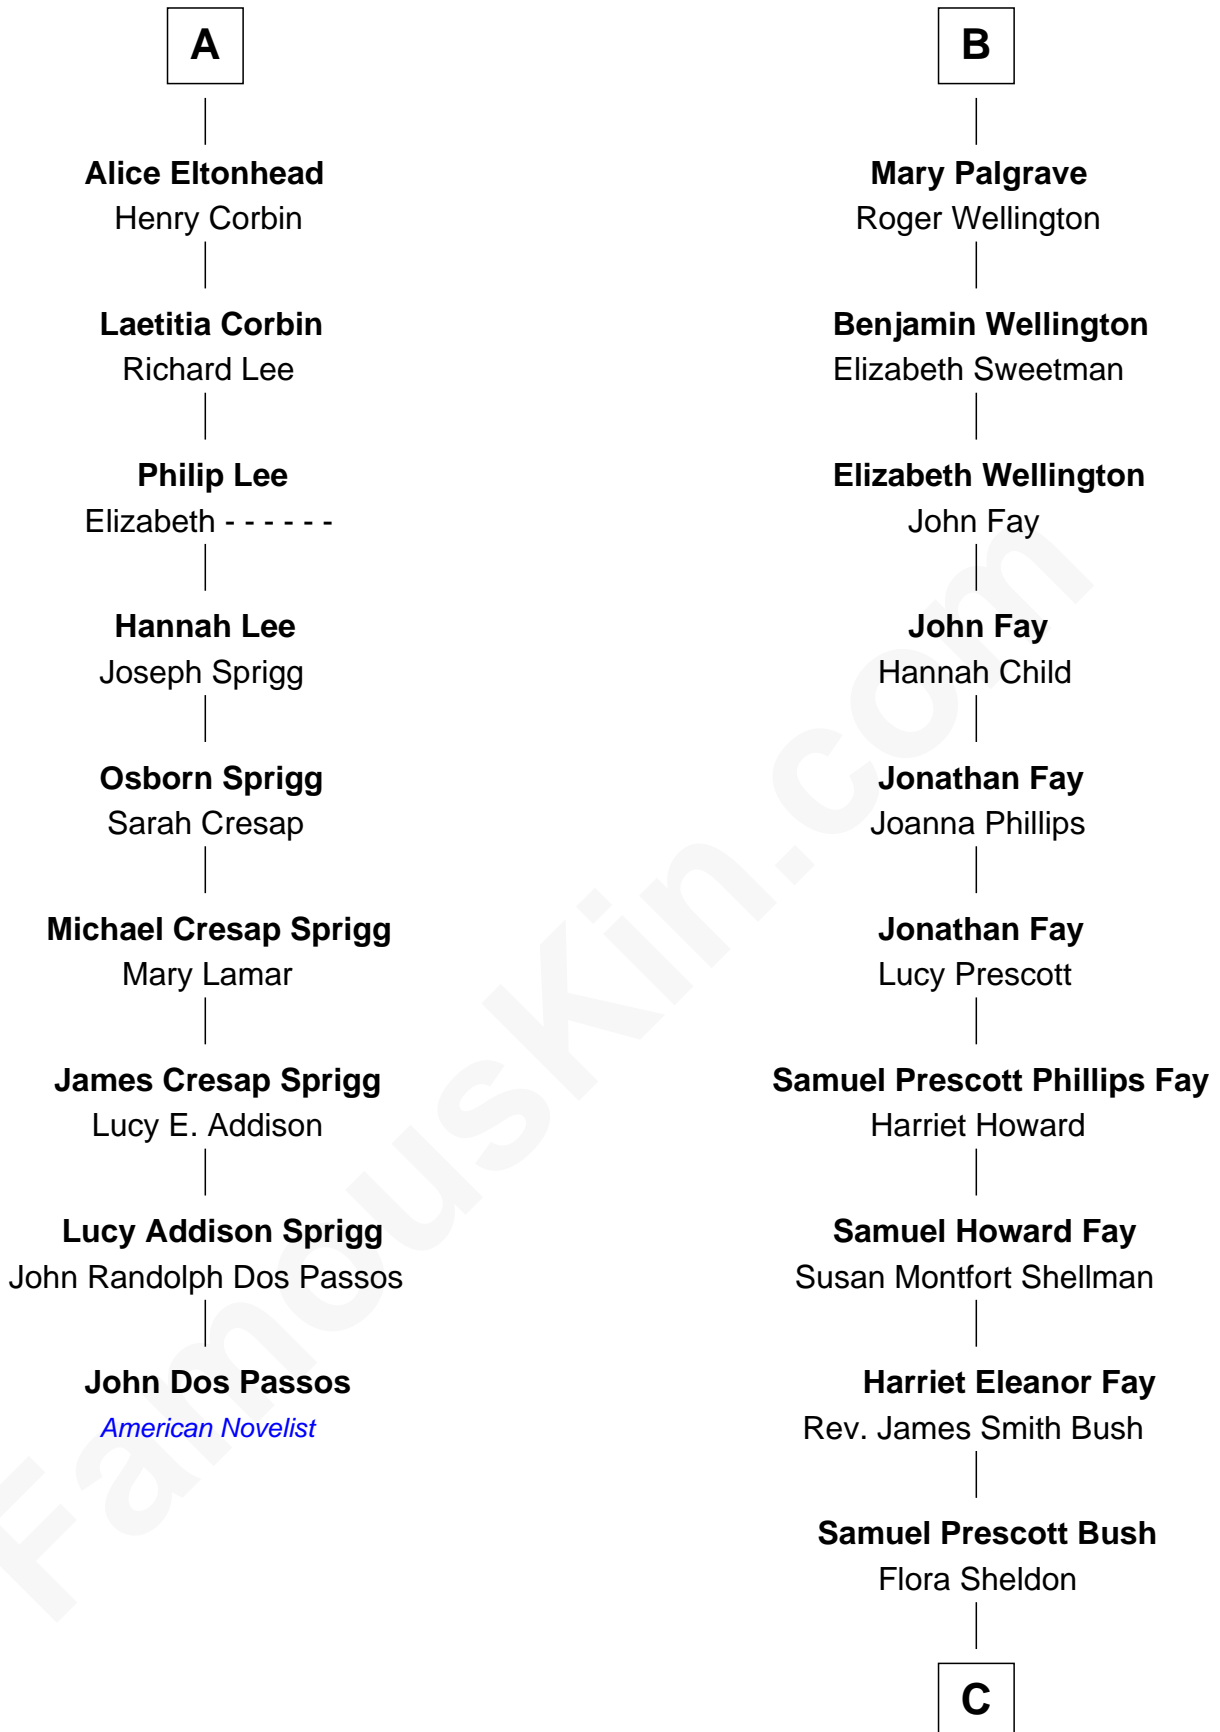 A
Alice Eltonhead
Henry Corbin
Laetitia Corbin
Richard Lee
Philip Lee
Elizabeth - - - - - -
Hannah Lee
Joseph Sprigg
Osborn Sprigg
Sarah Cresap
Michael Cresap Sprigg
Mary Lamar
James Cresap Sprigg
Lucy E. Addison
Lucy Addison Sprigg
John Randolph Dos Passos
John Dos Passos
American Novelist
B
Mary Palgrave
Roger Wellington
Benjamin Wellington
Elizabeth Sweetman
Elizabeth Wellington
John Fay
John Fay
Hannah Child
Jonathan Fay
Joanna Phillips
Jonathan Fay
Lucy Prescott
Samuel Prescott Phillips Fay
Harriet Howard
Samuel Howard Fay
Susan Montfort Shellman
Harriet Eleanor Fay
Rev. James Smith Bush
Samuel Prescott Bush
Flora Sheldon
C
FamousKin.com